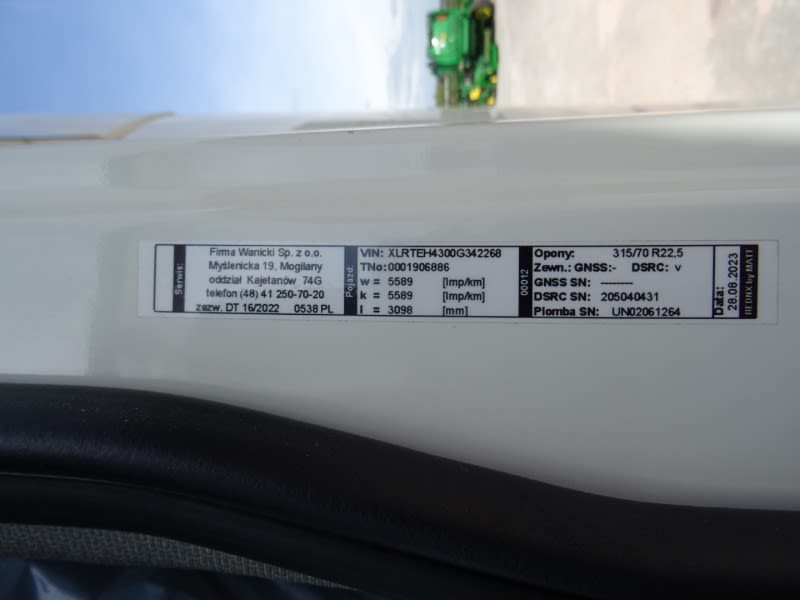 Serwis:
Firma Wanicki Sp. z o.o.
Myślenicka 19, Mogilany
oddział Kajetanów 74G
telefon (48) 41 250-70-20
zezw. DT 16/2022 0538 PL
Pojazd:
VIN: XLRTEH4300G342268
TNo:0001906886
w = 5589 [Imp/km]
k = 5589 [Imp/km]
l = 3098 [mm]
00012
Opony: 315/70 R22,5
Zewn.: GNSS:- DSRC: v
GNSS SN: --------
DSRC SN: 205040431
Plomba SN: UN02061264
Data:
28.08.2023
REDNX by MATT